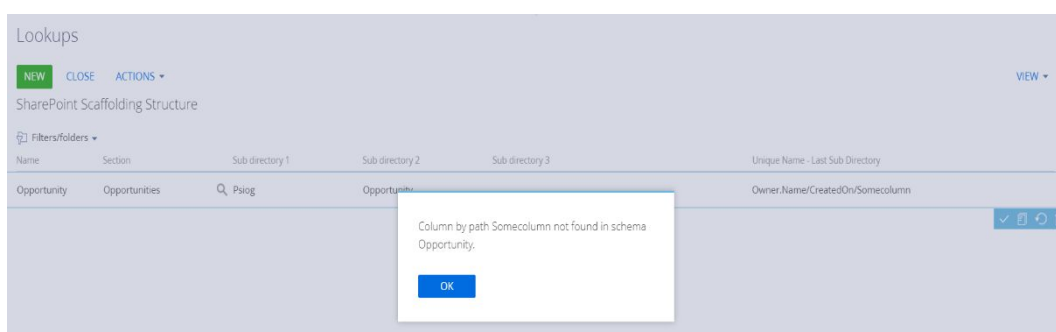 Lookups
NEW CLOSE ACTIONS VIEW
SharePoint Scaffolding Structure
Filters/folders
Name Section Sub directory 1 Sub directory 2 Sub directory 3 Unique Name - Last Sub Directory
Opportunity Opportunities Psiog Opportunity Owner.Name/CreatedOn/Somecolumn
Column by path Somecolumn not found in schema
Opportunity.
OK